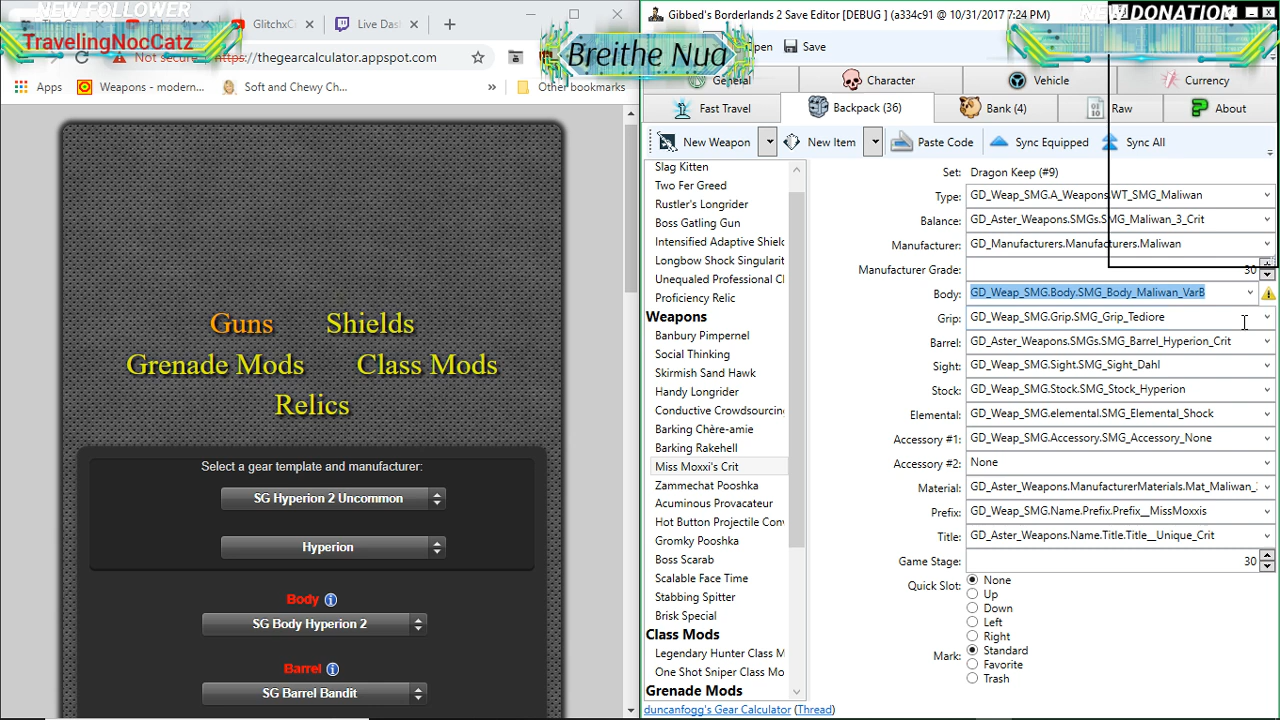 NEW FOLLOWER
TravelingNocCatz
GlitchxC
Live Das
Not secure
https://thegearcalculator.appspot.com
Apps
Weapons - modern...
Soft and Chewy Ch...
»
Other bookmarks
Breithe Nua
Guns
Shields
Grenade Mods
Class Mods
Relics
Select a gear template and manufacturer:
SG Hyperion 2 Uncommon
Hyperion
Body
SG Body Hyperion 2
Barrel
SG Barrel Bandit
Gibbed's Borderlands 2 Save Editor [DEBUG
@ 10/31/2017 7:24 PM)
NEW DONATION
Save
General
Character
Vehicle
Currency
Fast Travel
Backpack (36)
Bank (4)
Raw
About
New Weapon
New Item
Paste Code
Sync Equipped
Sync All
Slag Kitten
Two Fer Greed
Rustler's Longrider
Boss Gatling Gun
Intensified Adaptive Shield
Longbow Shock Singularit
Unequaled Professional Cl
Proficiency Relic
Weapons
Banbury Pimpernel
Social Thinking
Skirmish Sand Hawk
Handy Longrider
Conductive Crowdsourcing
Barking Chère-amie
Barking Rakehell
Miss Moxxi's Crit
Zammechat Pooshka
Acuminous Provacateur
Hot Button Projectile Conv
Gromky Pooshka
Boss Scarab
Scalable Face Time
Stabbing Spitter
Brisk Special
Class Mods
Legendary Hunter Class M
One Shot Sniper Class M
Grenade Mods
duncanfogg's Gear Calculator (Thread)
Set: Dragon Keep (#9)
Type: GD_Weap_SMG.A_Weapons.WT_SMG_Maliwan
Balance: GD_Aster_Weapons.SMGs.SMG_Maliwan_3_Crit
Manufacturer: GD_Manufacturers.Manufacturers.Maliwan
Manufacturer Grade: 30
Body: GD_Weap_SMG.Body.SMG_Body_Maliwan_VarB
Grip: GD_Weap_SMG.Grip.SMG_Grip_Tediore
Barrel: GD_Aster_Weapons.SMGs.SMG_Barrel_Hyperion_Crit
Sight: GD_Weap_SMG.Sight.SMG_Sight_Dahl
Stock: GD_Weap_SMG.Stock.SMG_Stock_Hyperion
Elemental: GD_Weap_SMG.elemental.SMG_Elemental_Shock
Accessory #1: GD_Weap_SMG.Accessory.SMG_Accessory_None
Accessory #2: None
Material: GD_Aster_Weapons.ManufacturerMaterials.Mat_Maliwan_
Prefix: GD_Weap_SMG.Name.Prefix.Prefix__MissMoxxis
Title: GD_Aster_Weapons.Name.Title.Title__Unique_Crit
Game Stage: 30
Quick Slot: None
Up
Down
Left
Right
Mark: Standard
Favorite
Trash